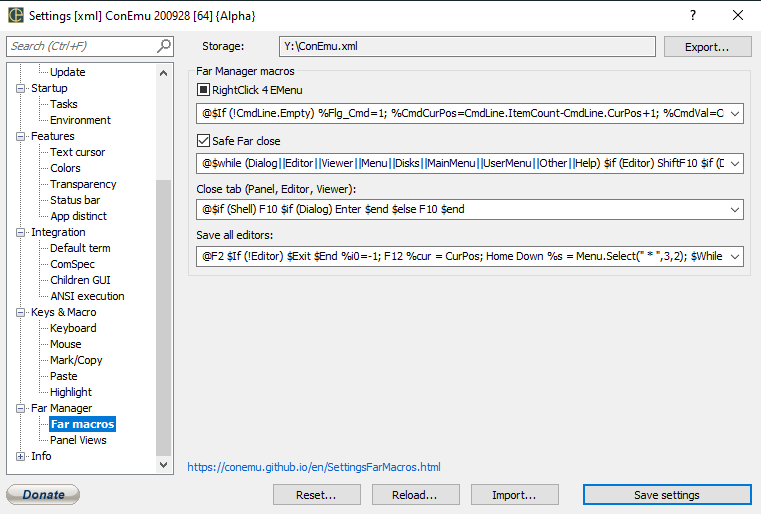 Settings [xml] ConEmu 200928 [64] {Alpha}
Search (Ctrl+F)
Storage:
Y:\ConEmu.xml
Export...
Update
Startup
Tasks
Environment
Features
Text cursor
Colors
Transparency
Status bar
App distinct
Integration
Default term
ComSpec
Children GUI
ANSI execution
Keys & Macro
Keyboard
Mouse
Mark/Copy
Paste
Highlight
Far Manager
Far macros
Panel Views
Info
Far Manager macros
RightClick 4 EMenu
@$If (!CmdLine.Empty) %Flg_Cmd=1; %CmdCurPos=CmdLine.ItemCount-CmdLine.CurPos+1; %CmdVal=C
Safe Far close
@$while (Dialog||Editor||Viewer||Menu||Disks||MainMenu||UserMenu||Other||Help) $if (Editor) ShiftF10 $if (D
Close tab (Panel, Editor, Viewer):
@$if (Shell) F10 $if (Dialog) Enter $end $else F10 $end
Save all editors:
@F2 $If (!Editor) $Exit $End %i0=-1; F12 %cur = CurPos; Home Down %s = Menu.Select(" * ",3,2); $While
https://conemu.github.io/en/SettingsFarMacros.html
Donate
Reset...
Reload...
Import...
Save settings